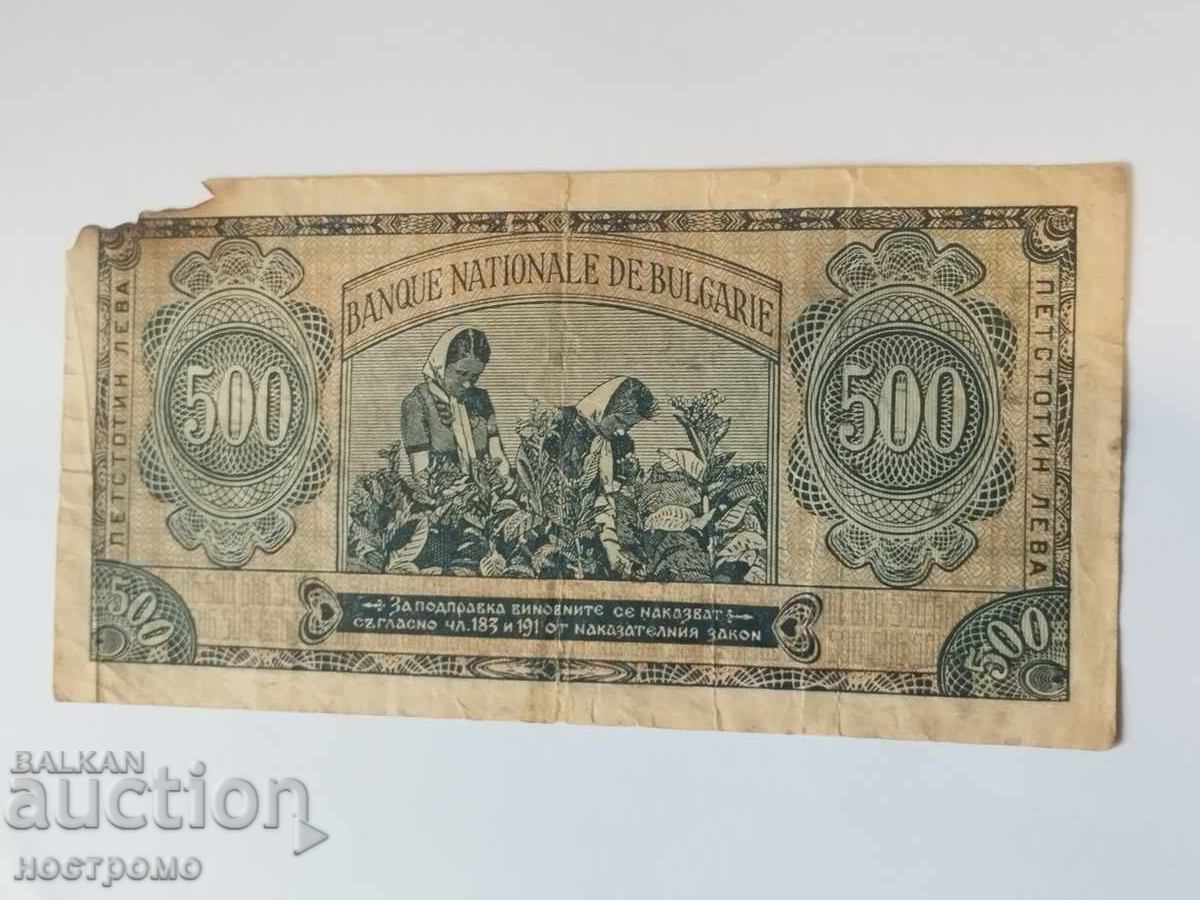 BANQUE NATIONALE DE BULGARIE
ПЕТСТОТИН ЛЕВА
500
500
ПЕТСТОТИН ЛЕВА
500
ЗА ПОДПРАВКА ВИНОВНИТЕ СЕ НАКАЗВАТ
СЪГЛАСНО ЧЛ. 183 И 191 ОТ НАКАЗАТЕЛНИЯ ЗАКОН
500
BALKAN
auction
НОСТРОМО